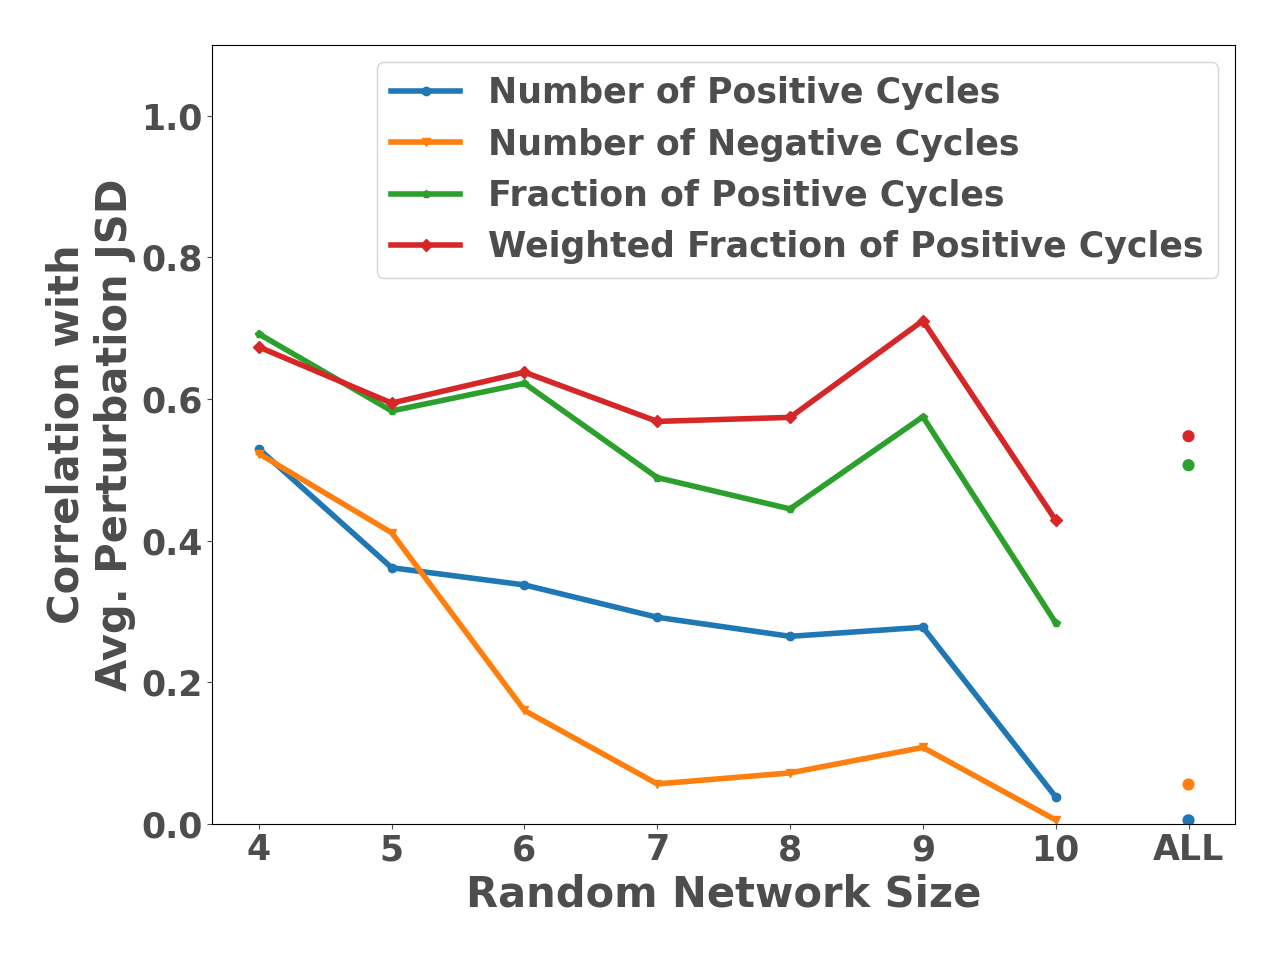 Number of Positive Cycles
Number of Negative Cycles
Fraction of Positive Cycles
Weighted Fraction of Positive Cycles
Correlation with
Avg. Perturbation JSD
1.0
0.8
0.6
0.4
0.2
0.0
4 5 6 7 8 9 10 ALL
Random Network Size